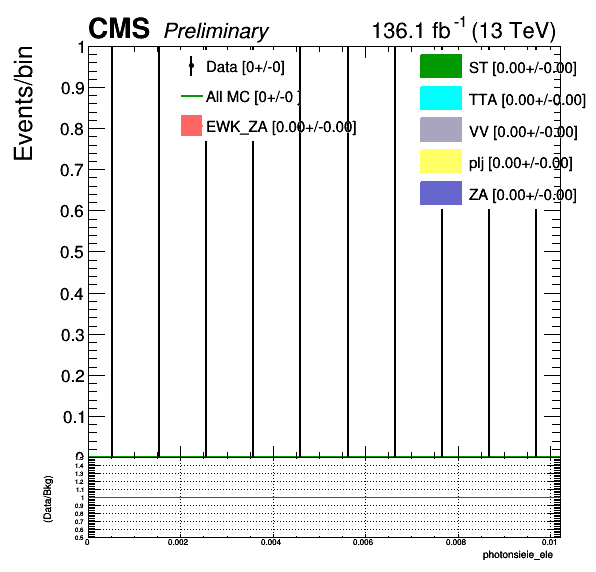 CMS Preliminary 136.1 fb-1 (13 TeV)
Events/bin
Data [0+/-0]
All MC [0+/-0 ]
EWK_ZA [0.00+/-0.00]
ST [0.00+/-0.00]
TTA [0.00+/-0.00]
VV [0.00+/-0.00]
plj [0.00+/-0.00]
ZA [0.00+/-0.00]
1
0.9
0.8
0.7
0.6
0.5
0.4
0.3
0.2
0.1
(Data/Bkg)
1.4
1.3
1.2
1.1
1
0.9
0.8
0.7
0.6
0.5
0 0.002 0.004 0.006 0.008 0.01
photonsieie_ele